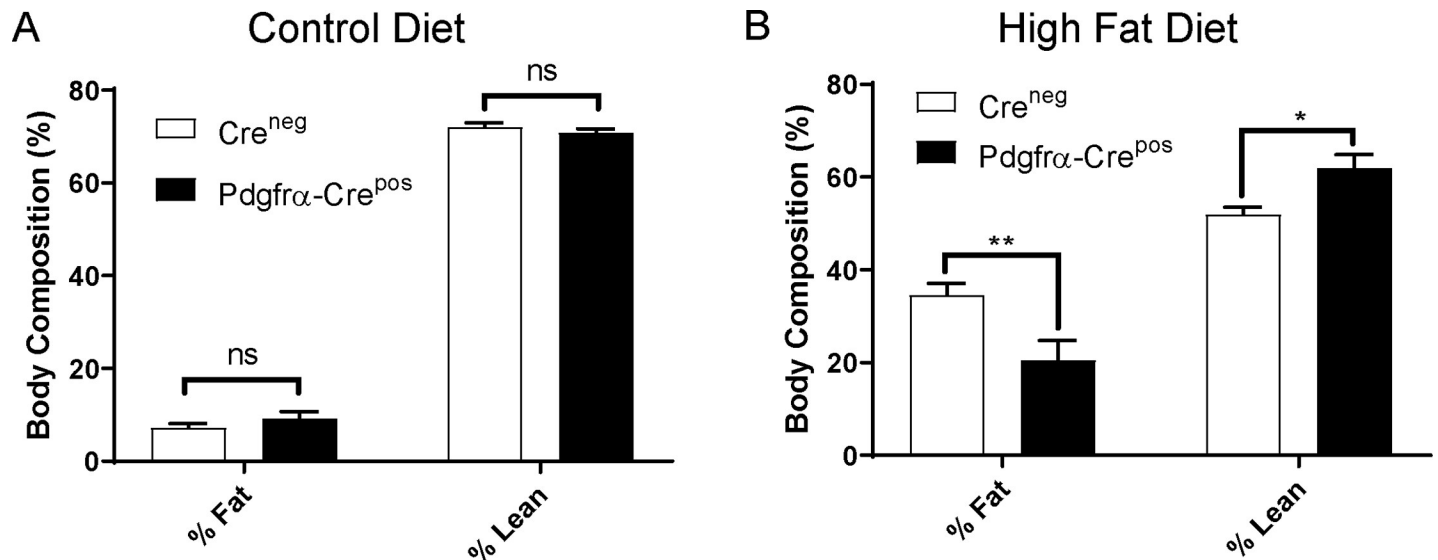 A
Control Diet
Body Composition (%)
80
60
40
20
0
Cre^neg
Pdgfrα-Cre^pos
ns
ns
% Fat
% Lean
B
High Fat Diet
Body Composition (%)
80
60
40
20
0
Cre^neg
Pdgfrα-Cre^pos
**
*
% Fat
% Lean